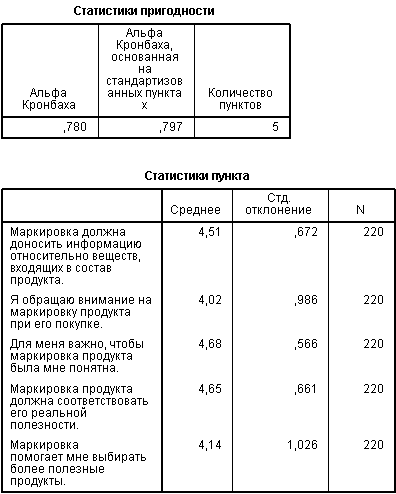 Статистики пригодности
Альфа
Кронбаха
Альфа
Кронбаха,
основанная
на
стандартизов
анных пункта
х
Количество
пунктов
,780
,797
5
Статистики пункта
Среднее
Стд.
отклонение
N
Маркировка должна
доносить информацию
относительно веществ,
входящих в состав
продукта.
4,51
,672
220
Я обращаю внимание на
маркировку продукта
при его покупке.
4,02
,986
220
Для меня важно, чтобы
маркировка продукта
была мне понятна.
4,68
,566
220
Маркировка продукта
должна соответствовать
его реальной
полезности.
4,65
,661
220
Маркировка
помогает мне выбирать
более полезные
продукты.
4,14
1,026
220